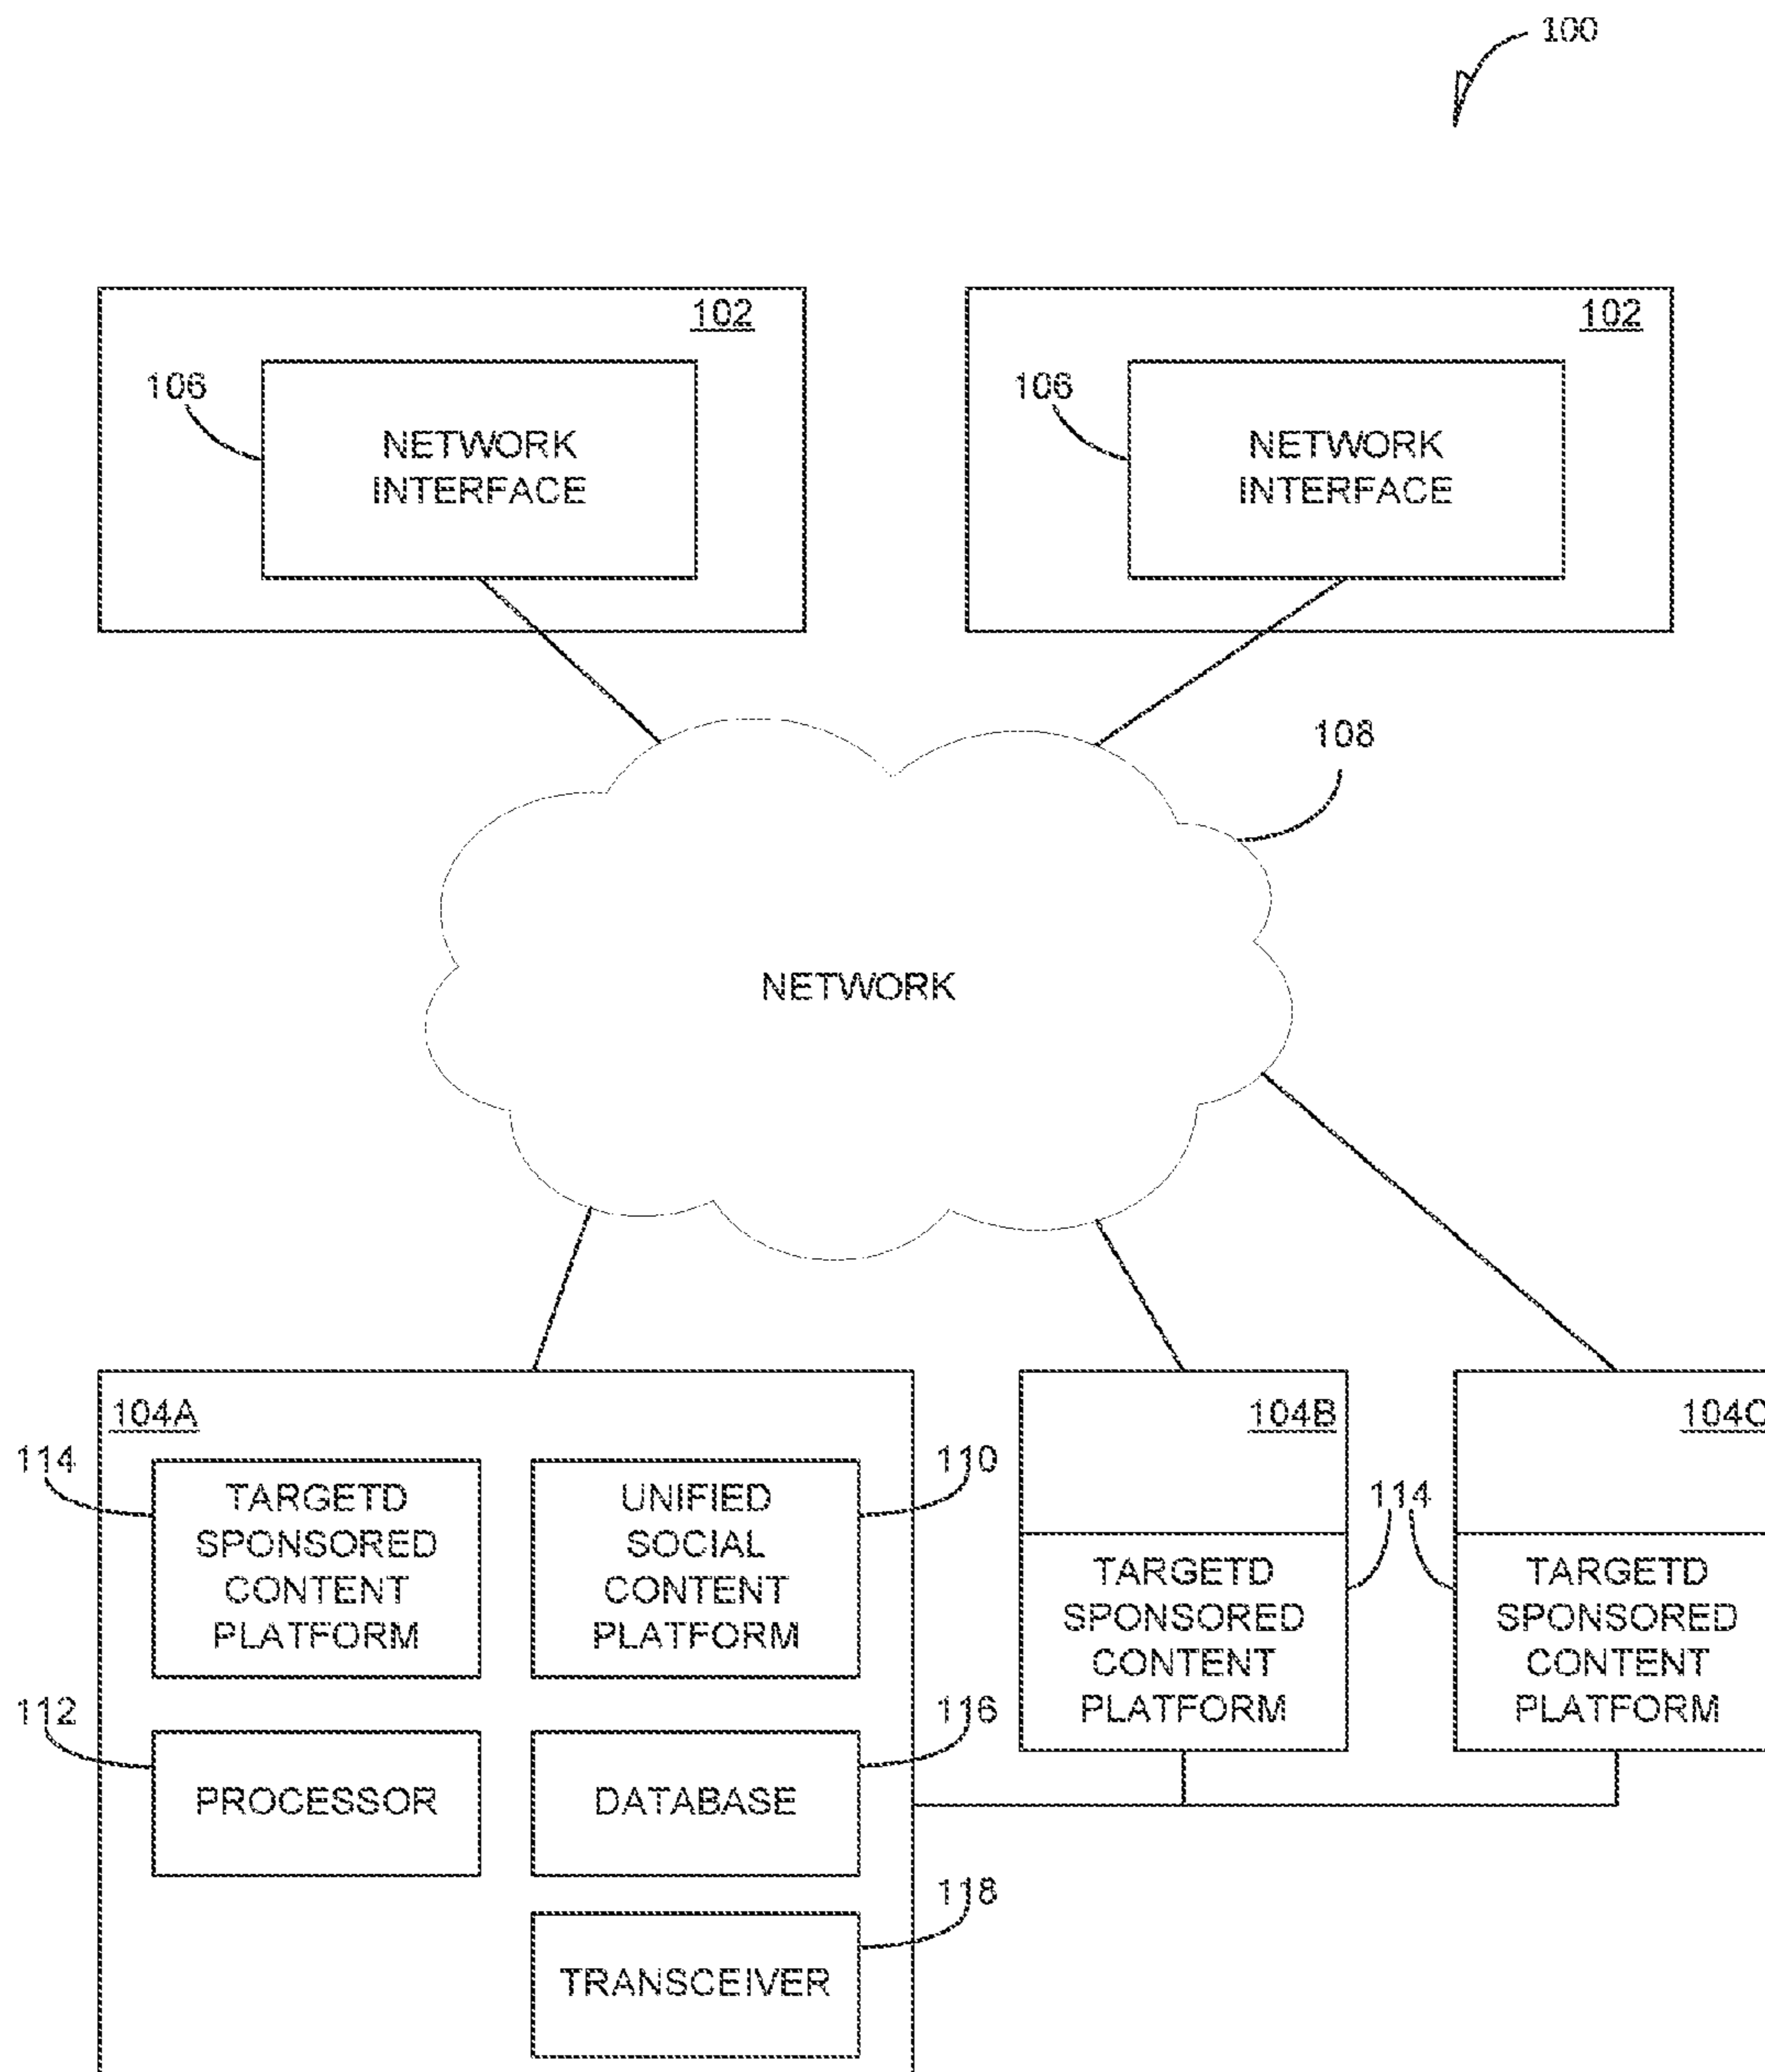 100
102
102
106
NETWORK
INTERFACE
106
NETWORK
INTERFACE
108
NETWORK
104A
104B
104C
114
TARGETD
SPONSORED
CONTENT
PLATFORM
UNIFIED
SOCIAL
CONTENT
PLATFORM
110
114
TARGETD
SPONSORED
CONTENT
PLATFORM
TARGETD
SPONSORED
CONTENT
PLATFORM
112
PROCESSOR
DATABASE
116
TRANSCEIVER
118